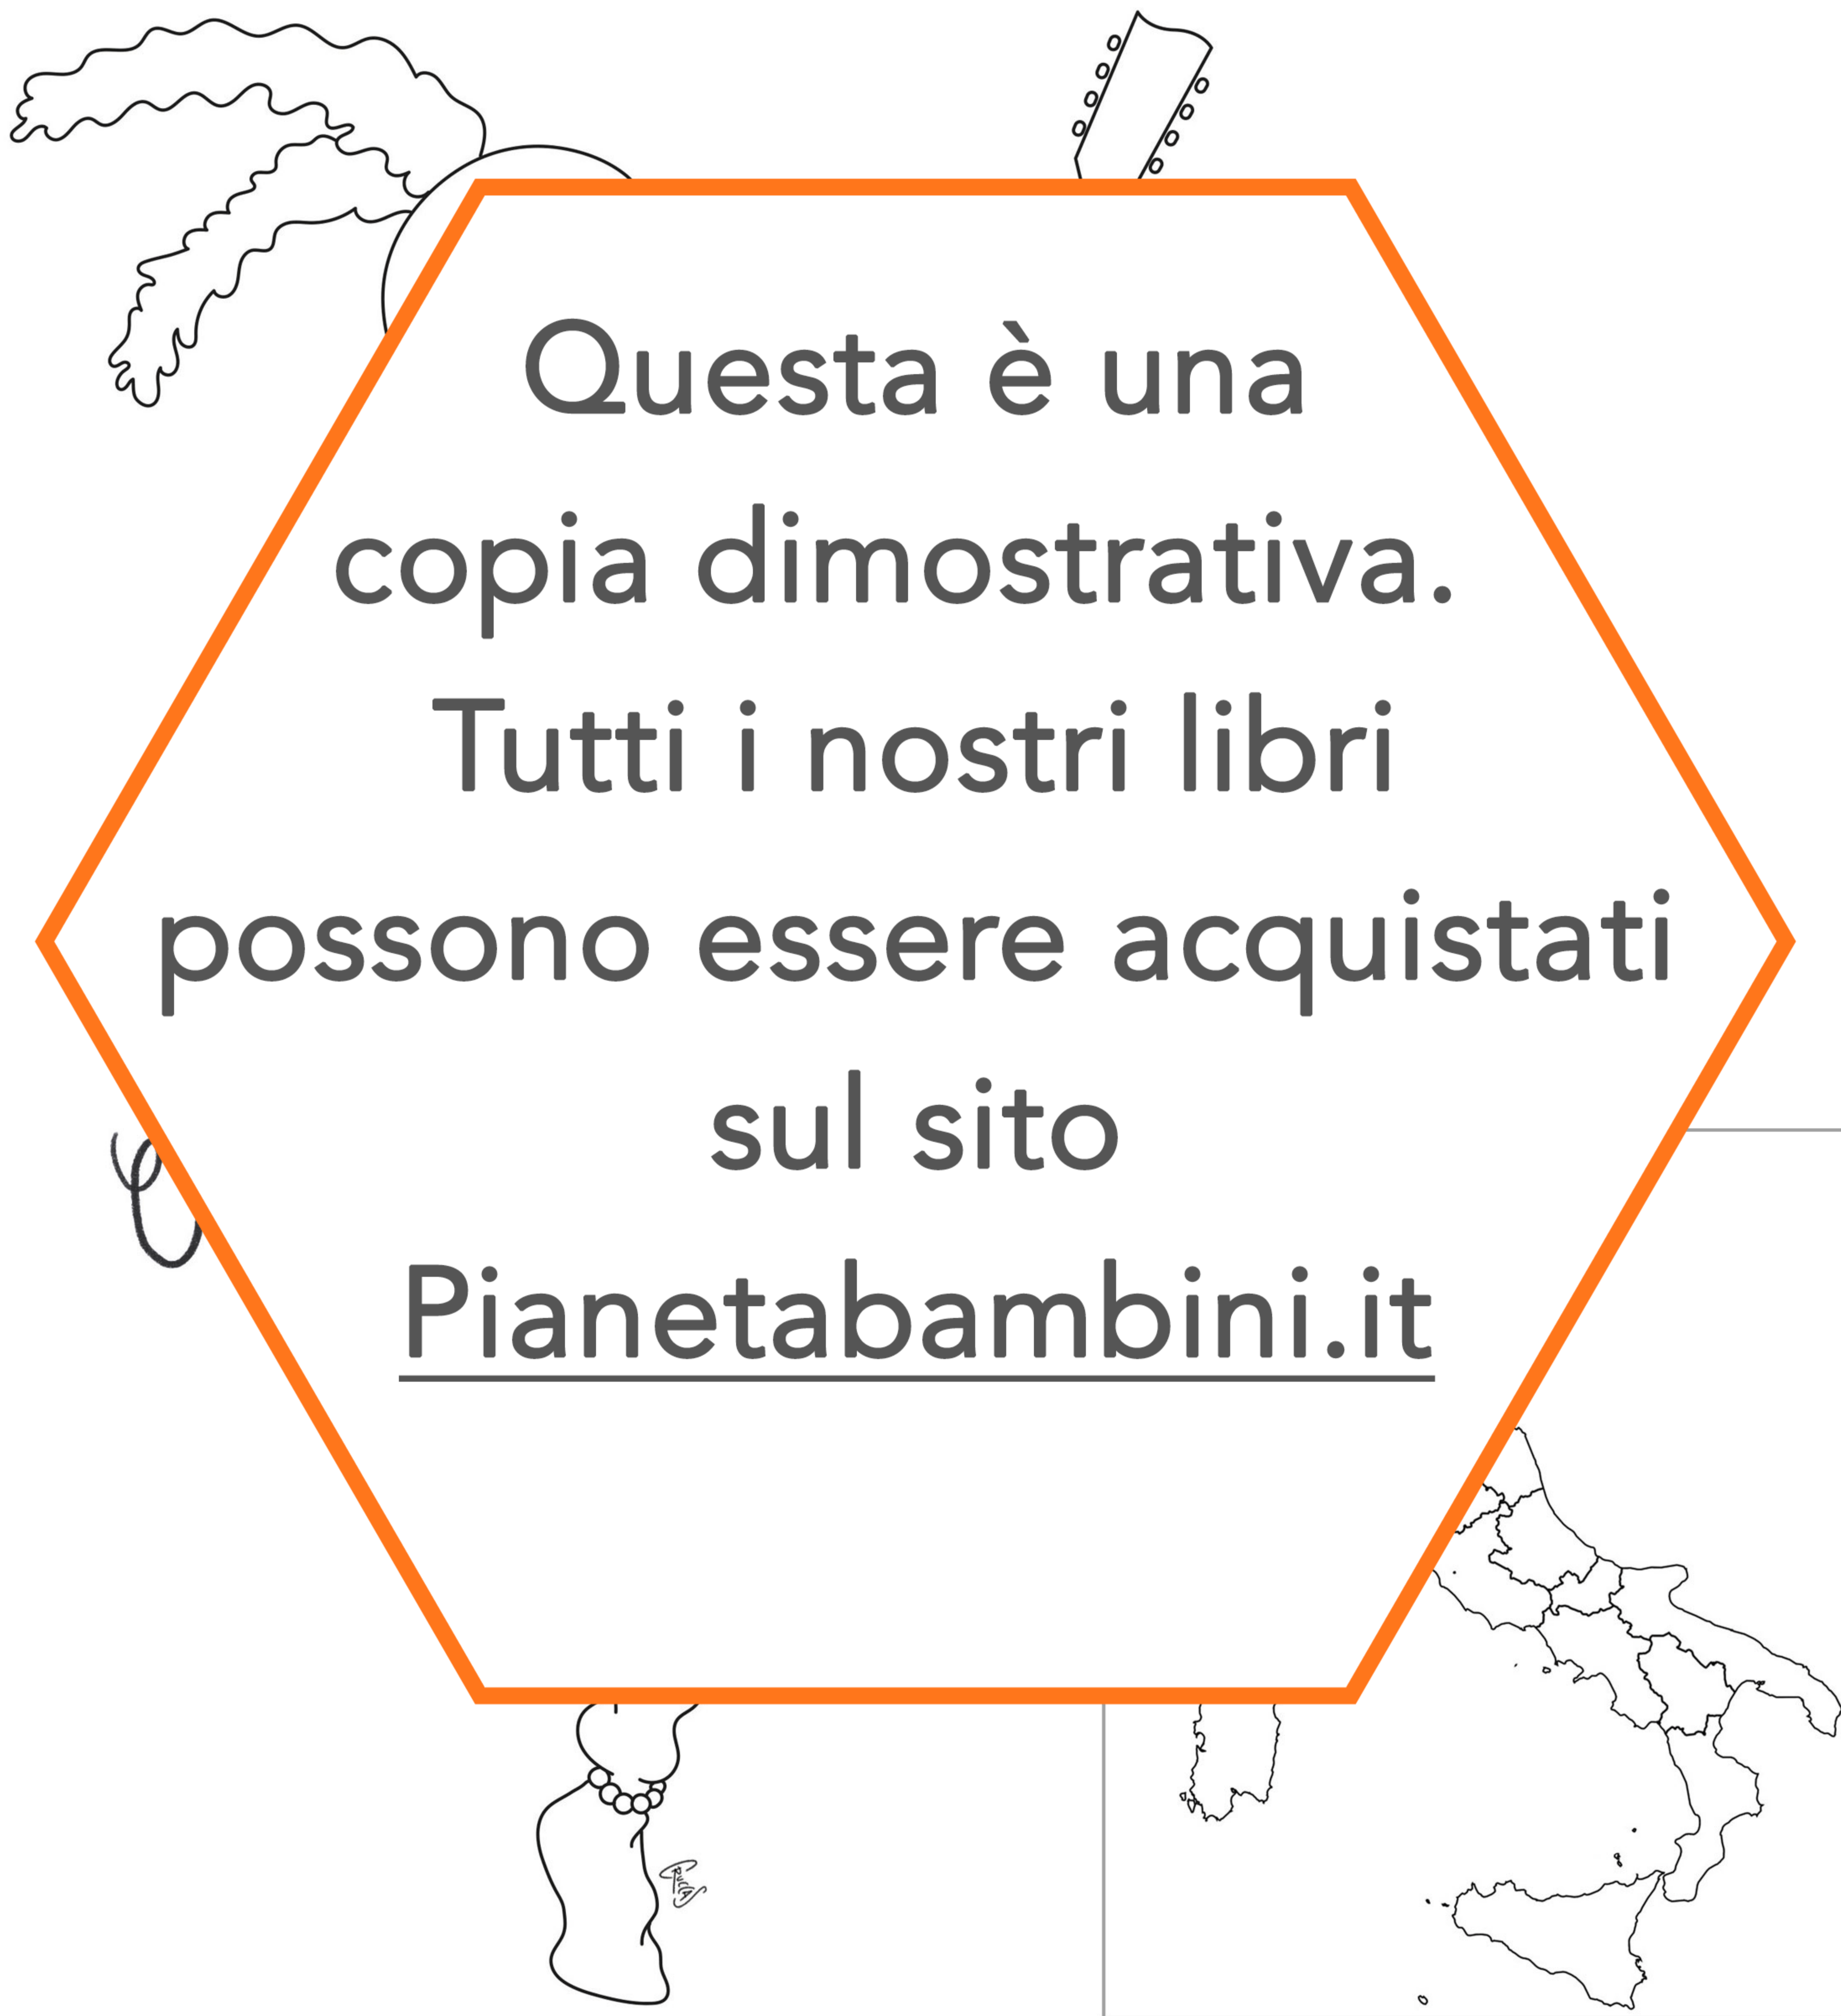 Questa è una
copia dimostrativa.
Tutti i nostri libri
possono essere acquistati
sul sito
Pianetabambini.it